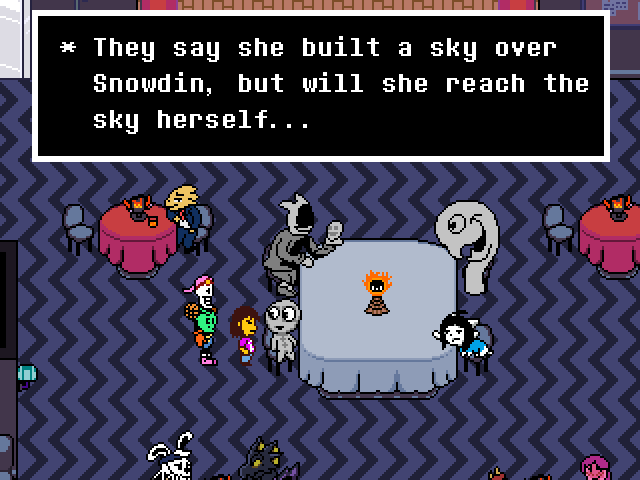 * They say she built a sky over
Snowdin, but will she reach the
sky herself...